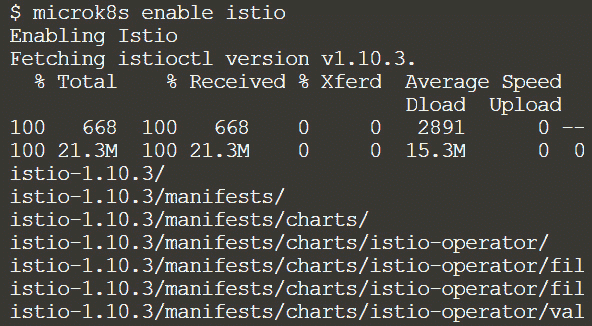 $ microk8s enable istio
Enabling Istio
Fetching istioctl version v1.10.3.
% Total % Received % Xferd Average Speed
Dload Upload
100 668 100 668 0 0 2891 0 --
100 21.3M 100 21.3M 0 0 15.3M 0 0
istio-1.10.3/
istio-1.10.3/manifests/
istio-1.10.3/manifests/charts/
istio-1.10.3/manifests/charts/istio-operator/
istio-1.10.3/manifests/charts/istio-operator/fil
istio-1.10.3/manifests/charts/istio-operator/fil
istio-1.10.3/manifests/charts/istio-operator/val